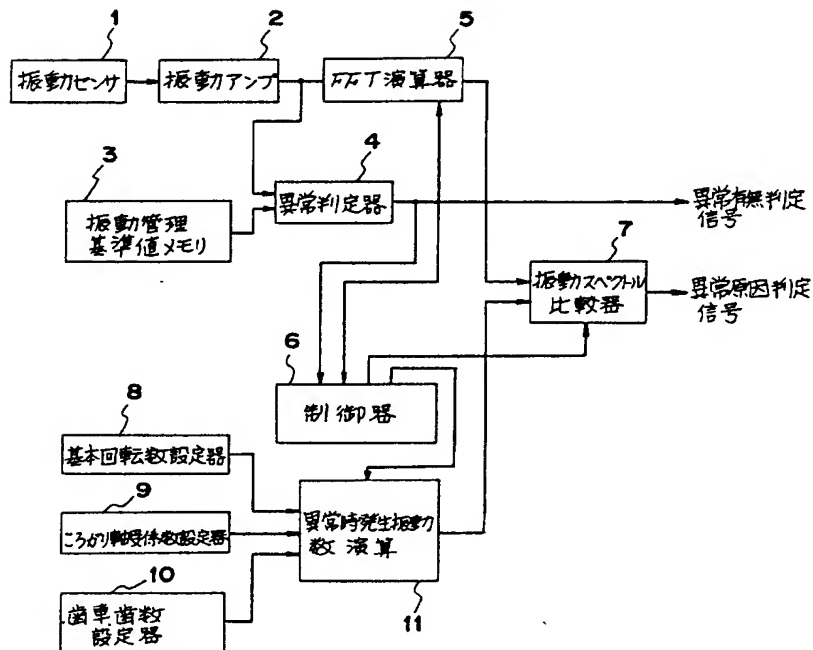 1
振動センサ
2
振動アンプ
5
FFT演算器
3
振動管理
基準値メモリ
4
異常判定器
異常有無判定
信号
7
振動スペクトル
比較器
異常原因判定
信号
6
制御器
8
基本回転数設定器
9
ころがり軸受係数設定器
10
歯車歯数
設定器
異常時発生振動
数演算
11